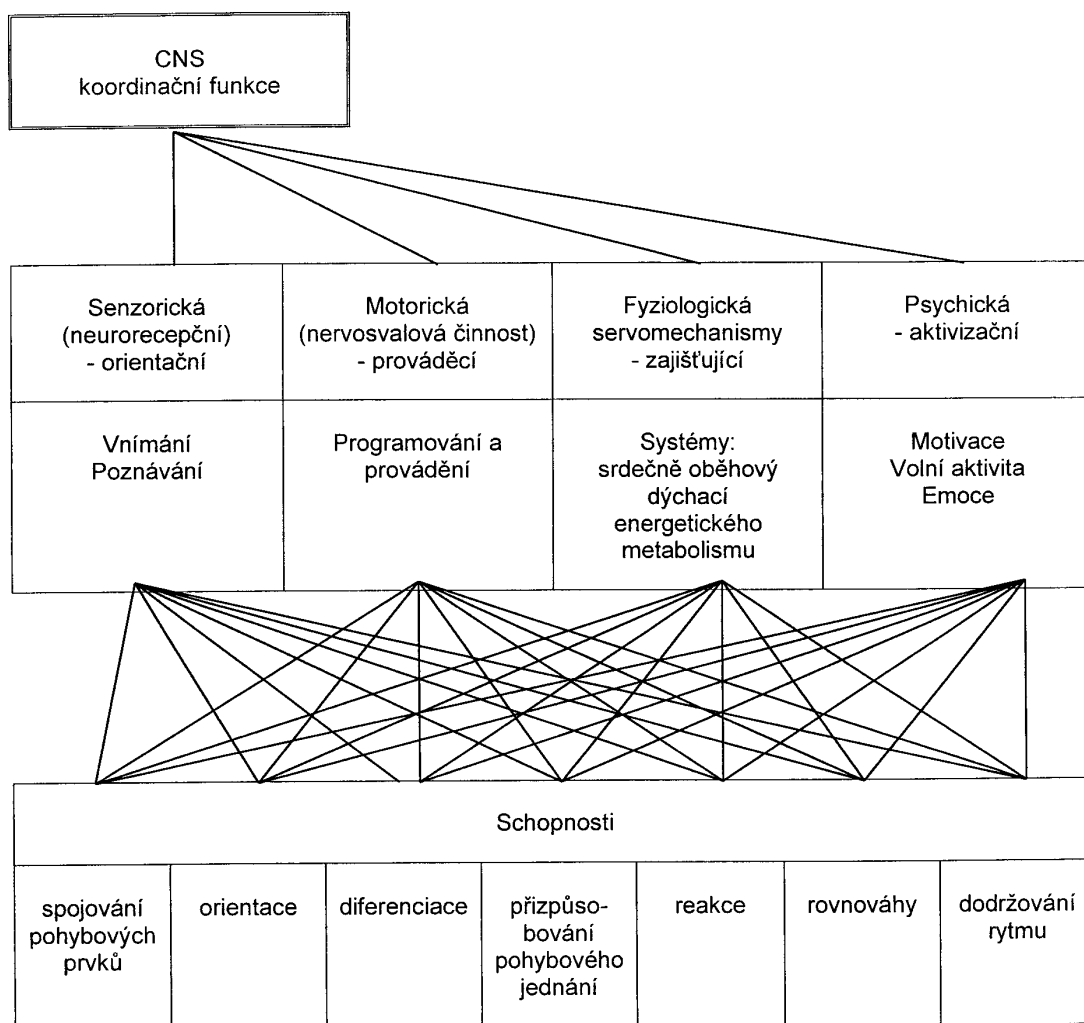 CNS
koordinační funkce
Senzorická
(neurorecepční)
- orientační
Motorická
(nervosvalová činnost)
- prováděcí
Fyziologická
servomechanismy
- zajišťující
Psychická
- aktivizační
Vnímání
Poznávání
Programování a
provádění
Systémy:
srdečně oběhový
dýchací
energetického
metabolismu
Motivace
Volní aktivita
Emoce
Schopnosti
spojování
pohybových
prvků
orientace
diferenciace
přizpůso-
bování
pohybového
jednání
reakce
rovnováhy
dodržování
rytmu